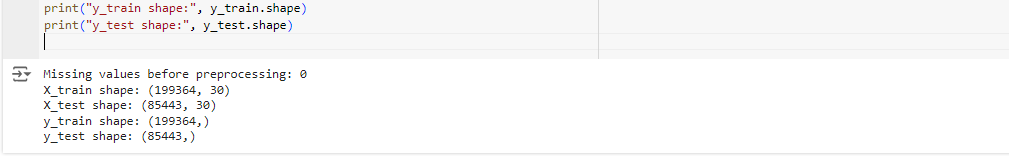 print("y_train shape:", y_train.shape)
print("y_test shape:", y_test.shape)
Missing values before preprocessing: 0
X_train shape: (199364, 30)
X_test shape: (85443, 30)
y_train shape: (199364,)
y_test shape: (85443,)